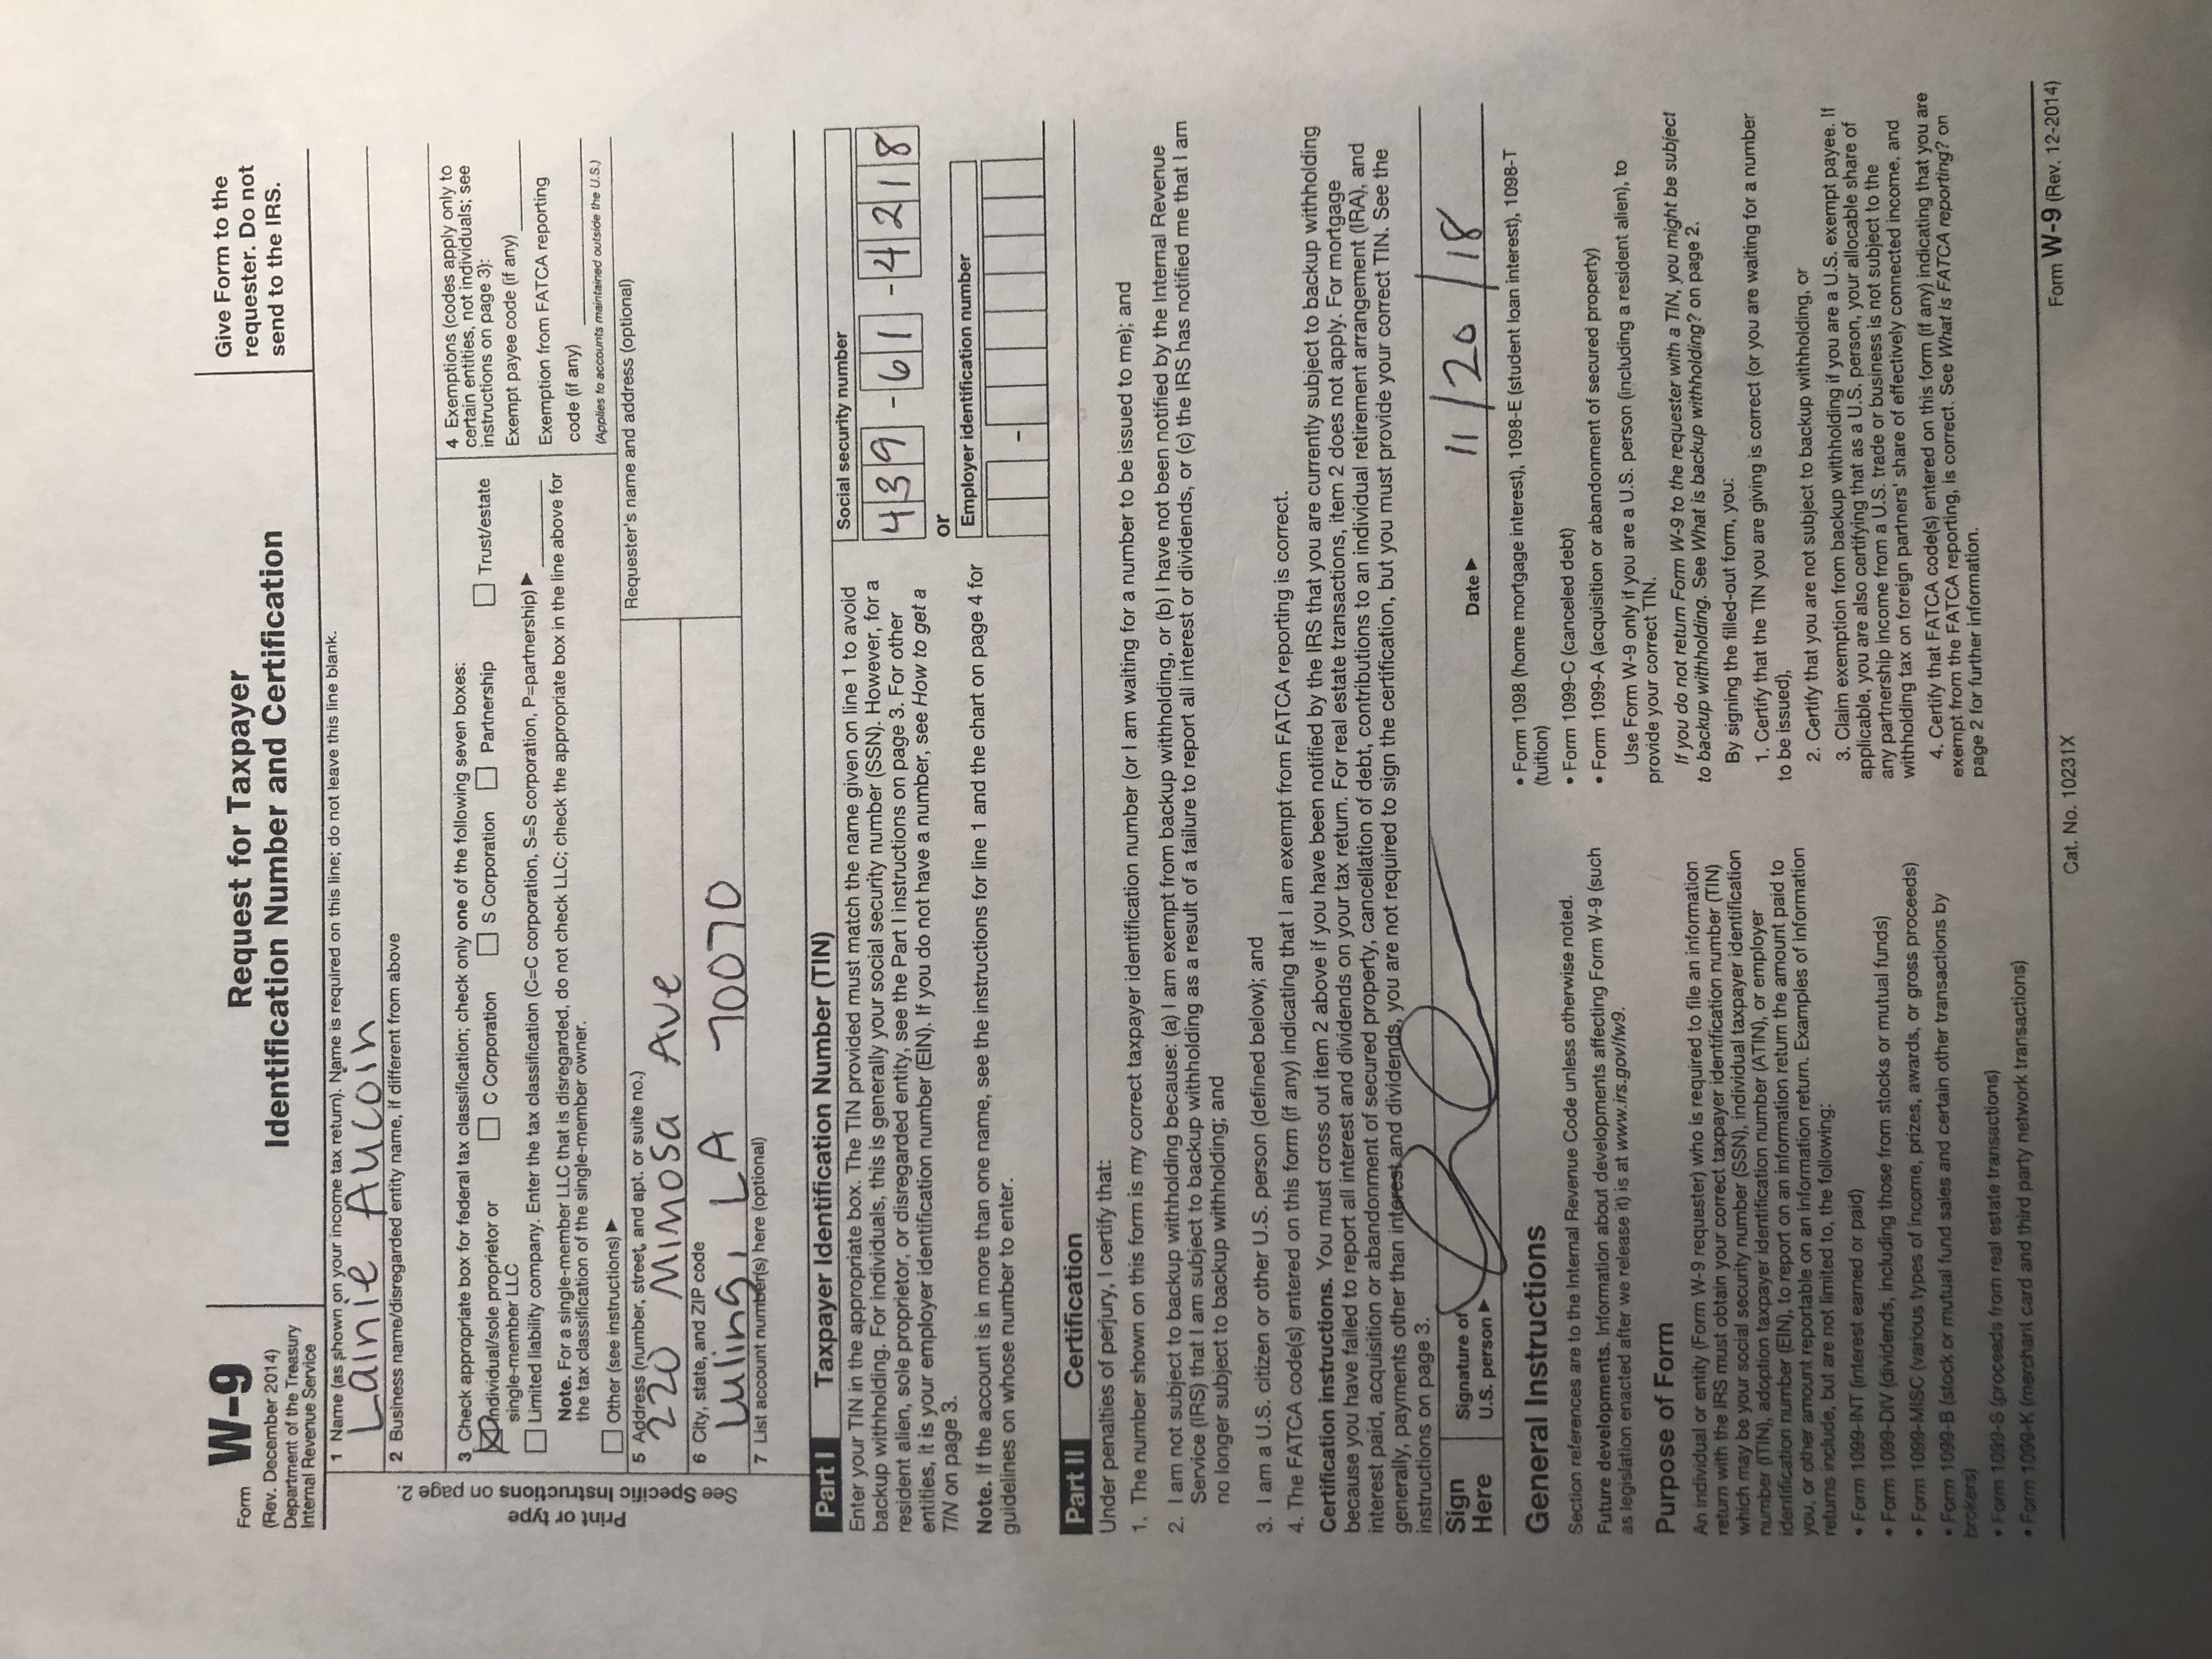 Form W-9
(Rev. December 2014)
Department of the Treasury
Internal Revenue Service
Request for Taxpayer
Identification Number and Certification
Give Form to the
requester. Do not
send to the IRS.
Print or type
See Specific Instructions on page 2.
1 Name (as shown on your income tax return). Name is required on this line; do not leave this line blank.
Lainie Aucoin
2 Business name/disregarded entity name, if different from above
3 Check appropriate box for federal tax classification; check only one of the following seven boxes:
Individual/sole proprietor or C Corporation S Corporation Partnership Trust/estate
single-member LLC
Limited liability company. Enter the tax classification (C=C corporation, S=S corporation, P=partnership) ▶
Note. For a single-member LLC that is disregarded, do not check LLC; check the appropriate box in the line above for
the tax classification of the single-member owner.
Other (see instructions) ▶
4 Exemptions (codes apply only to
certain entities, not individuals; see
instructions on page 3):
Exempt payee code (if any)
Exemption from FATCA reporting
code (if any)
(Applies to accounts maintained outside the U.S.)
5 Address (number, street, and apt. or suite no.)
220 Mimosa Ave
Requester's name and address (optional)
6 City, state, and ZIP code
Luling, LA 70070
7 List account number(s) here (optional)
Part I Taxpayer Identification Number (TIN)
Enter your TIN in the appropriate box. The TIN provided must match the name given on line 1 to avoid
backup withholding. For individuals, this is generally your social security number (SSN). However, for a
resident alien, sole proprietor, or disregarded entity, see the Part I instructions on page 3. For other
entities, it is your employer identification number (EIN). If you do not have a number, see How to get a
TIN on page 3.
Note. If the account is in more than one name, see the instructions for line 1 and the chart on page 4 for
guidelines on whose number to enter.
Social security number
439-61-4218
or
Employer identification number
-
Part II Certification
Under penalties of perjury, I certify that:
1. The number shown on this form is my correct taxpayer identification number (or I am waiting for a number to be issued to me); and
2. I am not subject to backup withholding because: (a) I am exempt from backup withholding, or (b) I have not been notified by the Internal Revenue
Service (IRS) that I am subject to backup withholding as a result of a failure to report all interest or dividends, or (c) the IRS has notified me that I am
no longer subject to backup withholding; and
3. I am a U.S. citizen or other U.S. person (defined below); and
4. The FATCA code(s) entered on this form (if any) indicating that I am exempt from FATCA reporting is correct.
Certification instructions. You must cross out item 2 above if you have been notified by the IRS that you are currently subject to backup withholding
because you have failed to report all interest and dividends on your tax return. For real estate transactions, item 2 does not apply. For mortgage
interest paid, acquisition or abandonment of secured property, cancellation of debt, contributions to an individual retirement arrangement (IRA), and
generally, payments other than interest and dividends, you are not required to sign the certification, but you must provide your correct TIN. See the
instructions on page 3.
Sign
Here
Signature of
U.S. person ▶
Date ▶ 11/20/18
General Instructions
Section references are to the Internal Revenue Code unless otherwise noted.
Future developments. Information about developments affecting Form W-9 (such
as legislation enacted after we release it) is at www.irs.gov/fw9.
Purpose of Form
An individual or entity (Form W-9 requester) who is required to file an information
return with the IRS must obtain your correct taxpayer identification number (TIN)
which may be your social security number (SSN), individual taxpayer identification
number (ITIN), adoption taxpayer identification number (ATIN), or employer
identification number (EIN), to report on an information return the amount paid to
you, or other amount reportable on an information return. Examples of information
returns include, but are not limited to, the following:
• Form 1099-INT (interest earned or paid)
• Form 1099-DIV (dividends, including those from stocks or mutual funds)
• Form 1099-MISC (various types of income, prizes, awards, or gross proceeds)
• Form 1099-B (stock or mutual fund sales and certain other transactions by
brokers)
• Form 1099-S (proceeds from real estate transactions)
• Form 1099-K (merchant card and third party network transactions)
• Form 1098 (home mortgage interest), 1098-E (student loan interest), 1098-T
(tuition)
• Form 1099-C (canceled debt)
• Form 1099-A (acquisition or abandonment of secured property)
Use Form W-9 only if you are a U.S. person (including a resident alien), to
provide your correct TIN.
If you do not return Form W-9 to the requester with a TIN, you might be subject
to backup withholding. See What is backup withholding? on page 2.
By signing the filled-out form, you:
1. Certify that the TIN you are giving is correct (or you are waiting for a number
to be issued),
2. Certify that you are not subject to backup withholding, or
3. Claim exemption from backup withholding if you are a U.S. exempt payee. If
applicable, you are also certifying that as a U.S. person, your allocable share of
any partnership income from a U.S. trade or business is not subject to the
withholding tax on foreign partners' share of effectively connected income, and
4. Certify that FATCA code(s) entered on this form (if any) indicating that you are
exempt from the FATCA reporting, is correct. See What is FATCA reporting? on
page 2 for further information.
Cat. No. 10231X
Form W-9 (Rev. 12-2014)